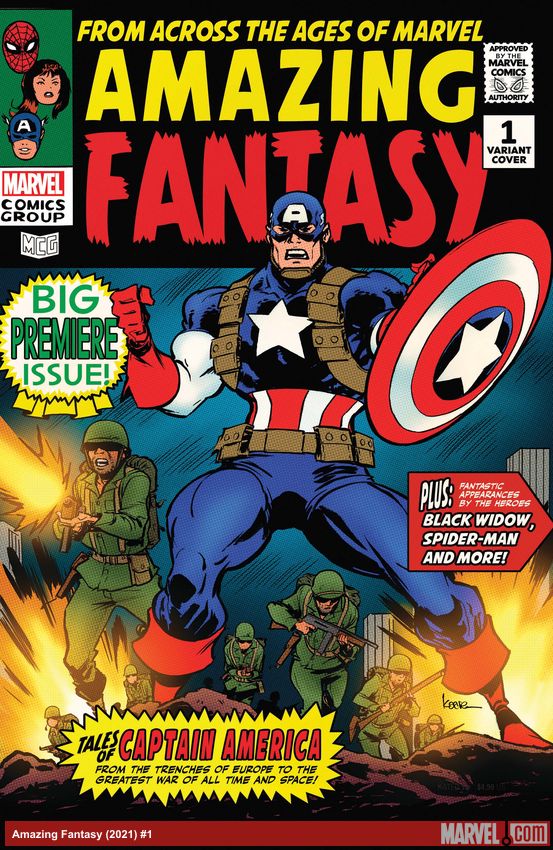 FROM ACROSS THE AGES OF MARVEL
AMAZING
FANTASY
APPROVED
BY THE
MARVEL
COMICS
AUTHORITY
1
VARIANT
COVER
A
A
MARVEL
COMICS
GROUP
MCG
BIG
PREMIERE
ISSUE!
PLUS:
FANTASTIC
APPEARANCES
BY THE HEROES
BLACK WIDOW,
SPIDER-MAN
AND MORE!
TALES
OF
CAPTAIN AMERICA
FROM THE TRENCHES OF EUROPE TO THE
GREATEST WAR OF ALL TIME AND SPACE!
Amazing Fantasy (2021) #1
MARVEL.com